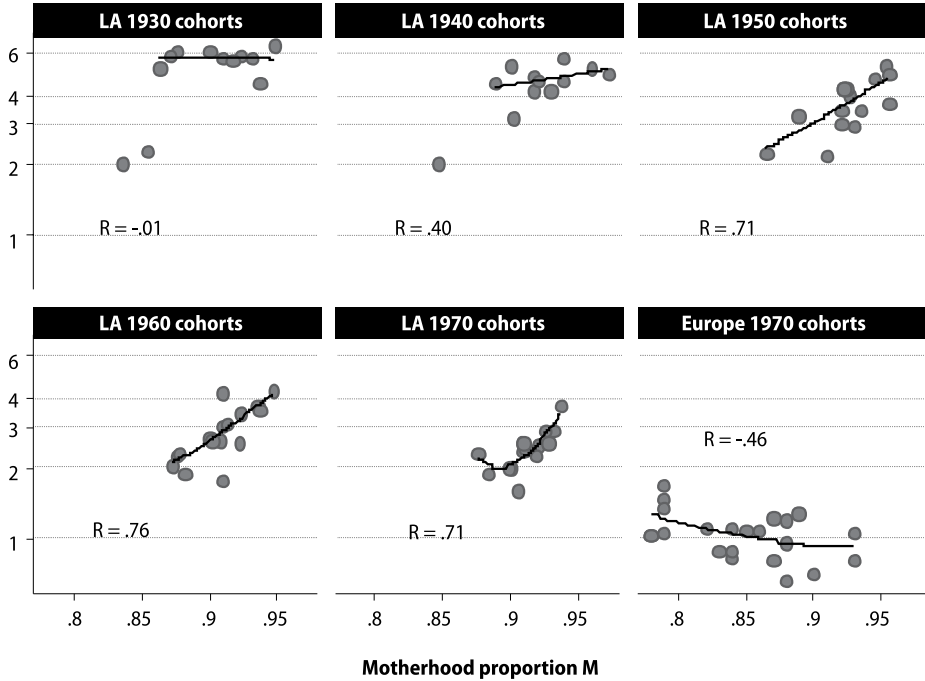 LA 1930 cohorts LA 1940 cohorts LA 1950 cohorts
6
4
3
2
1
R = -.01 R = .40 R = .71
LA 1960 cohorts LA 1970 cohorts Europe 1970 cohorts
6
4
3
2
1
R = -.46
R = .76 R = .71
.8 .85 .9 .95 .8 .85 .9 .95 .8 .85 .9 .95
Motherhood proportion M